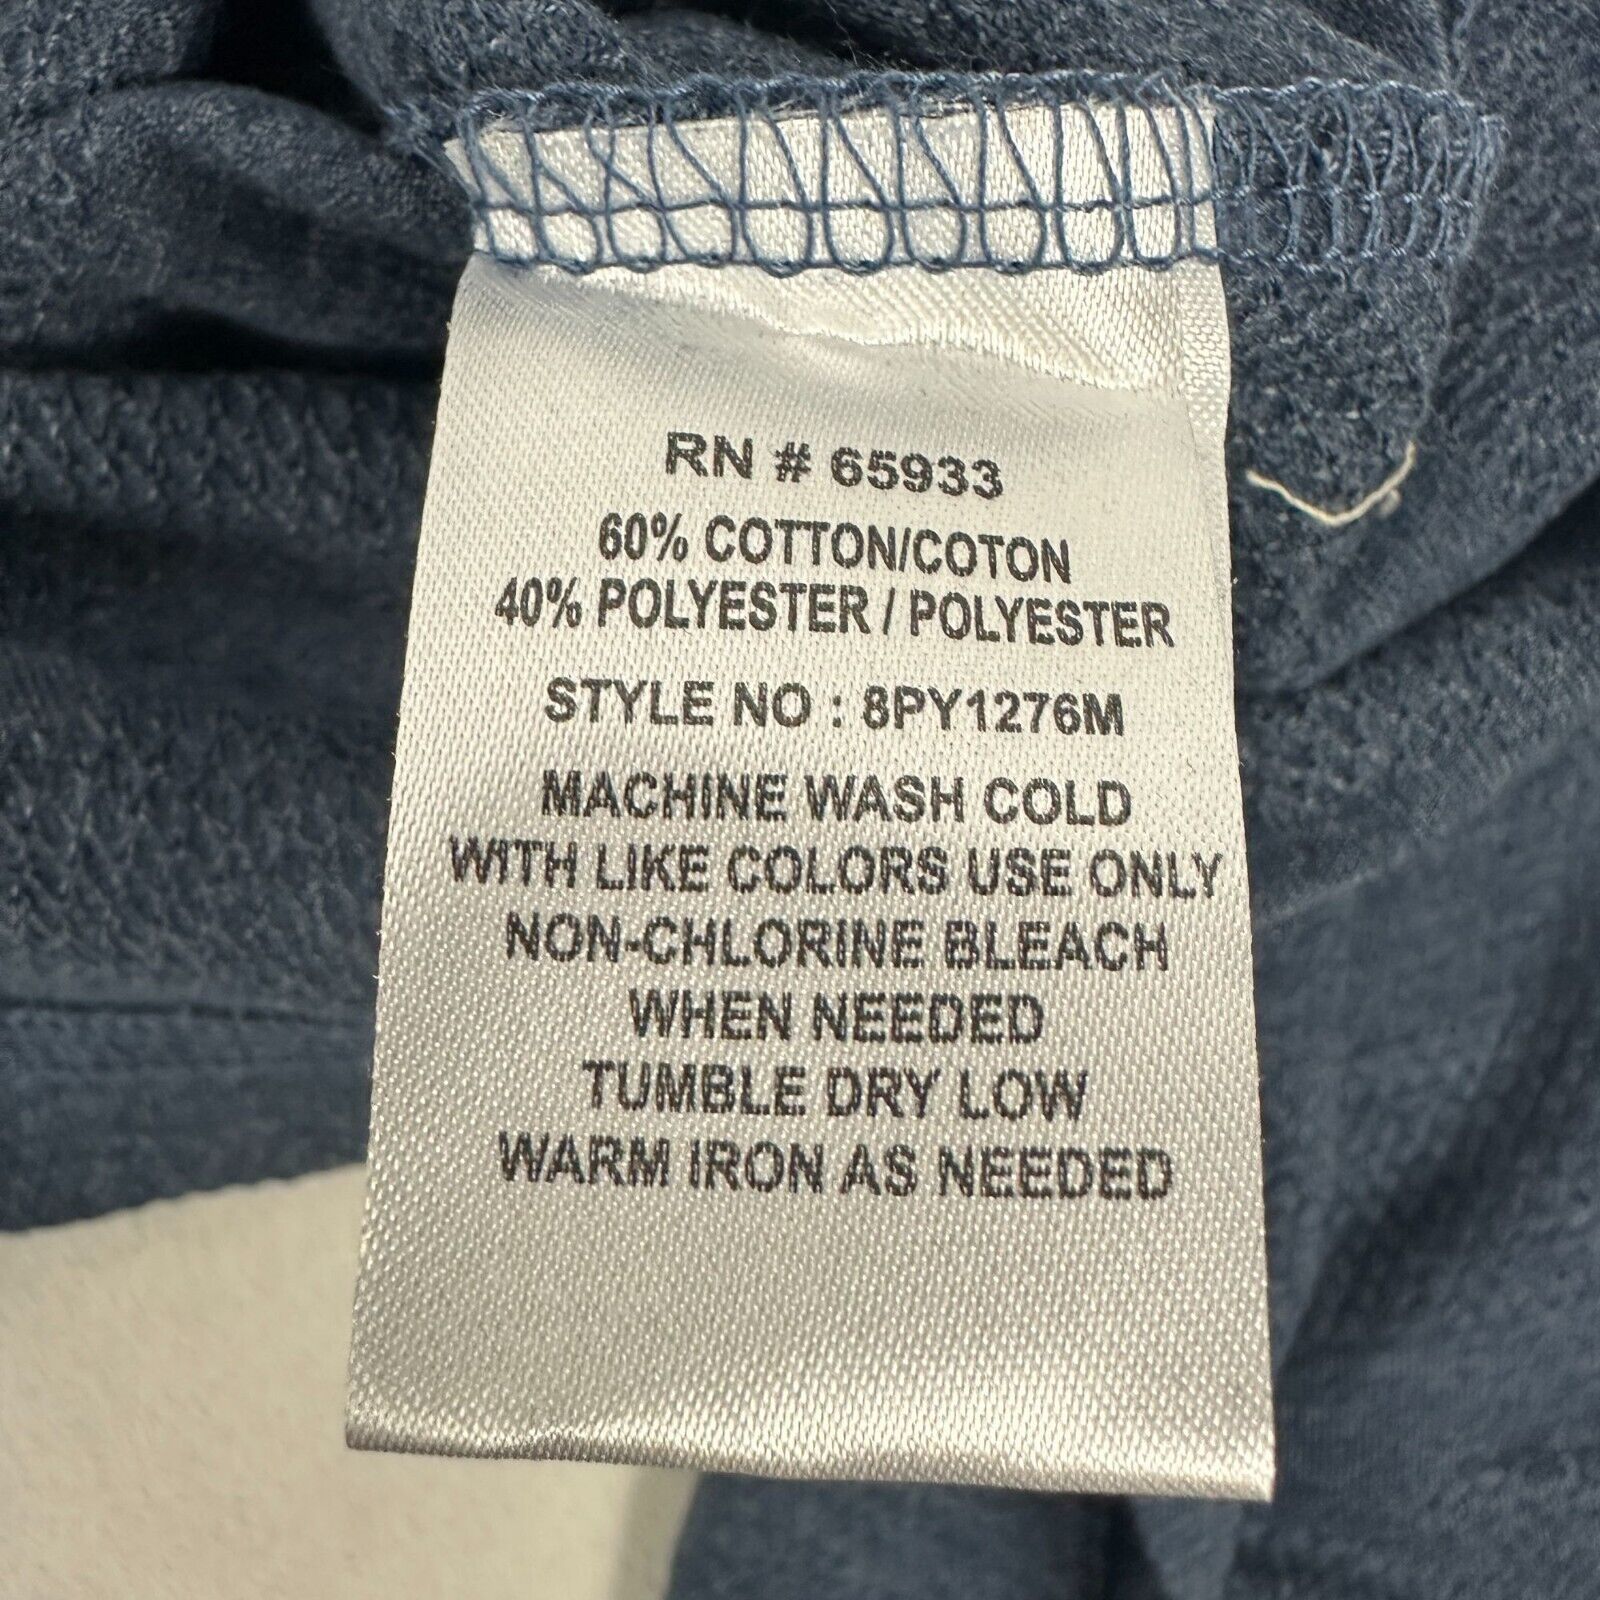 RN # 65933
60% COTTON/COTON
40% POLYESTER / POLYESTER
STYLE NO : 8PY1276M
MACHINE WASH COLD
WITH LIKE COLORS USE ONLY
NON-CHLORINE BLEACH
WHEN NEEDED
TUMBLE DRY LOW
WARM IRON AS NEEDED